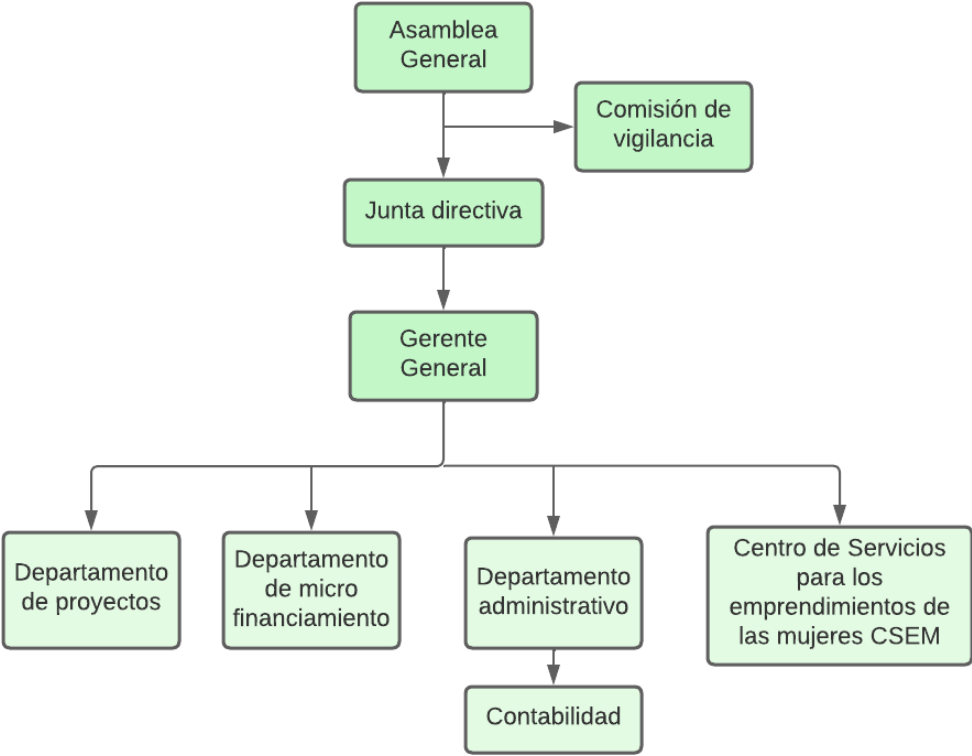 Asamblea
General
Comisión de
vigilancia
Junta directiva
Gerente
General
Departamento
de proyectos
Departamento
de micro
financiamiento
Departamento
administrativo
Centro de Servicios
para los
emprendimientos de
las mujeres CSEM
Contabilidad